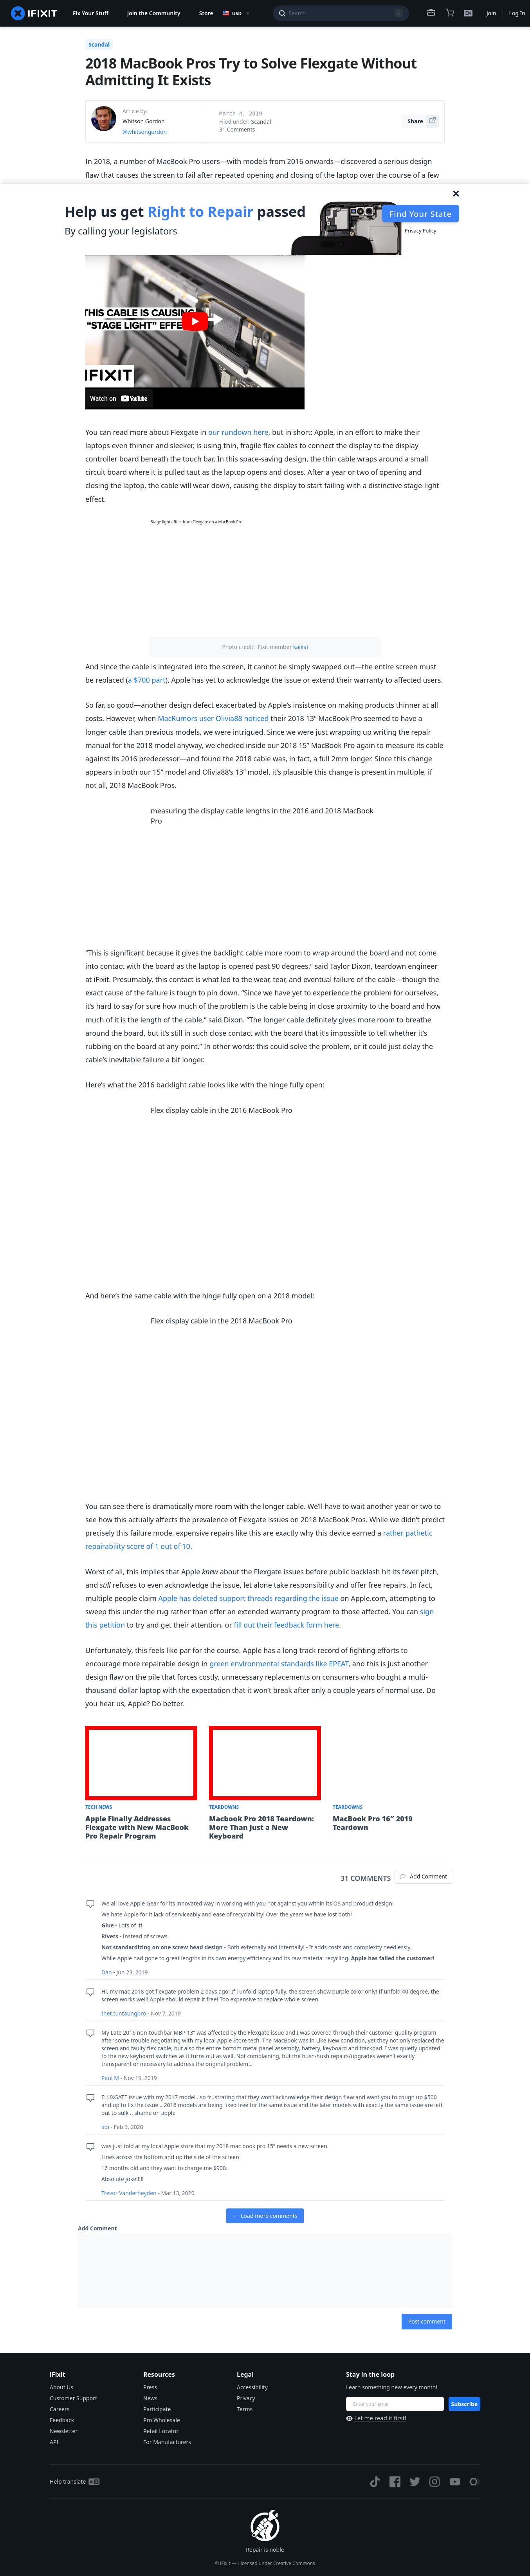 IFIXIT
Fix Your Stuff
Join the Community
Store
USD
Search
/
EN
Join
Log In
Scandal
2018 MacBook Pros Try to Solve Flexgate Without
Admitting It Exists
Article by:
Whitson Gordon
@whitsongordon
March 4, 2019
Filed under: Scandal
31 Comments
Share
In 2018, a number of MacBook Pro users—with models from 2016 onwards—discovered a serious design
flaw that causes the screen to fail after repeated opening and closing of the laptop over the course of a few
Help us get Right to Repair passed
By calling your legislators
Find Your State
Privacy Policy
THIS CABLE IS CAUSING
“STAGE LIGHT” EFFE
IFIXIT
Watch on YouTube
You can read more about Flexgate in our rundown here, but in short: Apple, in an effort to make their
laptops even thinner and sleeker, is using thin, fragile flex cables to connect the display to the display
controller board beneath the touch bar. In this space-saving design, the thin cable wraps around a small
circuit board where it is pulled taut as the laptop opens and closes. After a year or two of opening and
closing the laptop, the cable will wear down, causing the display to start failing with a distinctive stage-light
effect.
Stage light effect from Flexgate on a MacBook Pro
Photo credit: iFixit member kaikai
And since the cable is integrated into the screen, it cannot be simply swapped out—the entire screen must
be replaced (a $700 part). Apple has yet to acknowledge the issue or extend their warranty to affected users.
So far, so good—another design defect exacerbated by Apple’s insistence on making products thinner at all
costs. However, when MacRumors user Olivia88 noticed their 2018 13” MacBook Pro seemed to have a
longer cable than previous models, we were intrigued. Since we were just wrapping up writing the repair
manual for the 2018 model anyway, we checked inside our 2018 15” MacBook Pro again to measure its cable
against its 2016 predecessor—and found the 2018 cable was, in fact, a full 2mm longer. Since this change
appears in both our 15” model and Olivia88’s 13” model, it’s plausible this change is present in multiple, if
not all, 2018 MacBook Pros.
measuring the display cable lengths in the 2016 and 2018 MacBook
Pro
“This is significant because it gives the backlight cable more room to wrap around the board and not come
into contact with the board as the laptop is opened past 90 degrees,” said Taylor Dixon, teardown engineer
at iFixit. Presumably, this contact is what led to the wear, tear, and eventual failure of the cable—though the
exact cause of the failure is tough to pin down. “Since we have yet to experience the problem for ourselves,
it’s hard to say for sure how much of the problem is the cable being in close proximity to the board and how
much of it is the length of the cable,” said Dixon. “The longer cable definitely gives more room to breathe
around the board, but it’s still in such close contact with the board that it’s impossible to tell whether it’s
rubbing on the board at any point.” In other words: this could solve the problem, or it could just delay the
cable’s inevitable failure a bit longer.
Here’s what the 2016 backlight cable looks like with the hinge fully open:
Flex display cable in the 2016 MacBook Pro
And here’s the same cable with the hinge fully open on a 2018 model:
Flex display cable in the 2018 MacBook Pro
You can see there is dramatically more room with the longer cable. We’ll have to wait another year or two to
see how this actually affects the prevalence of Flexgate issues on 2018 MacBook Pros. While we don’t predict
precisely this failure mode, expensive repairs like this are exactly why this device earned a rather pathetic
repairability score of 1 out of 10.
Worst of all, this implies that Apple knew about the Flexgate issues before public backlash hit its fever pitch,
and still refuses to even acknowledge the issue, let alone take responsibility and offer free repairs. In fact,
multiple people claim Apple has deleted support threads regarding the issue on Apple.com, attempting to
sweep this issue under the rug rather than offer an extended warranty program to those affected. You can sign
this petition to try and get their attention, or fill out their feedback form here.
Unfortunately, this feels like par for the course. Apple has a long track record of fighting efforts to
encourage more repairable design in green environmental standards like EPEAT, and this is just another
design flaw on the pile that forces costly, unnecessary replacements on consumers who bought a multi-
thousand dollar laptop with the expectation that it won’t break after only a couple years of normal use. Do
you hear us, Apple? Do better.
TECH NEWS
Apple Finally Addresses
Flexgate with New MacBook
Pro Repair Program
TEARDOWNS
Macbook Pro 2018 Teardown:
More Than Just a New
Keyboard
TEARDOWNS
MacBook Pro 16” 2019
Teardown
31 COMMENTS
Add Comment
We all love Apple Gear for its innovated way in working with you not against you within its OS and product design!
We hate Apple for it lack of serviceably and ease of recyclability! Over the years we have lost both!
Glue - Lots of it!
Rivets - Instead of screws.
Not standardizing on one screw head design - Both externally and internally! - It adds costs and complexity needlessly.
While Apple had gone to great lengths in its own energy efficiency and its raw material recycling. Apple has failed the customer!
Dan - Jun 23, 2019
Hi, my mac 2018 got flexgate problem 2 days ago! If i unfold laptop fully, the screen show purple color only! If unfold 40 degree, the
screen works well! Apple should repair it free! Too expensive to replace whole screen
thet.tuntaungbro - Nov 7, 2019
My Late 2016 non-touchbar MBP 13” was affected by the Flexgate issue and I was covered through their customer quality program
after some trouble negotiating with my local Apple Store tech. The MacBook was in Like New condition, yet they not only replaced
the screen and faulty flex cable, but also the entire bottom metal panel assembly, battery, keyboard and trackpad. I was quietly updated
to the new keyboard switches as it turns out as well. Not complaining, but the hush-hush repairs/upgrades weren’t exactly
transparent or necessary to address the original problem…
Paul M - Nov 19, 2019
FLUXGATE issue with my 2017 model ..so frustrating that they won’t acknowledge their design flaw and want you to cough up $500
and up to fix the issue .. 2016 models are being fixed free for the same issue and the later models with exactly the same issue are left
out to sulk .. shame on apple
adi - Feb 3, 2020
was just told at my local Apple store that my 2018 mac book pro 15” needs a new screen.
Lines across the bottom and up the side of the screen
16 months old and they want to charge me $900.
Absolute joke!!!!!
Trevor Vanderheyden - Mar 13, 2020
Load more comments
Add Comment
Post comment
iFixit
About Us
Customer Support
Careers
Feedback
Newsletter
API
Resources
Press
News
Participate
Pro Wholesale
Retail Locator
For Manufacturers
Legal
Accessibility
Privacy
Terms
Stay in the loop
Learn something new every month!
Enter your email
Subscribe
Let me read it first!
Help translate
Repair is noble
© iFixit — Licensed under Creative Commons